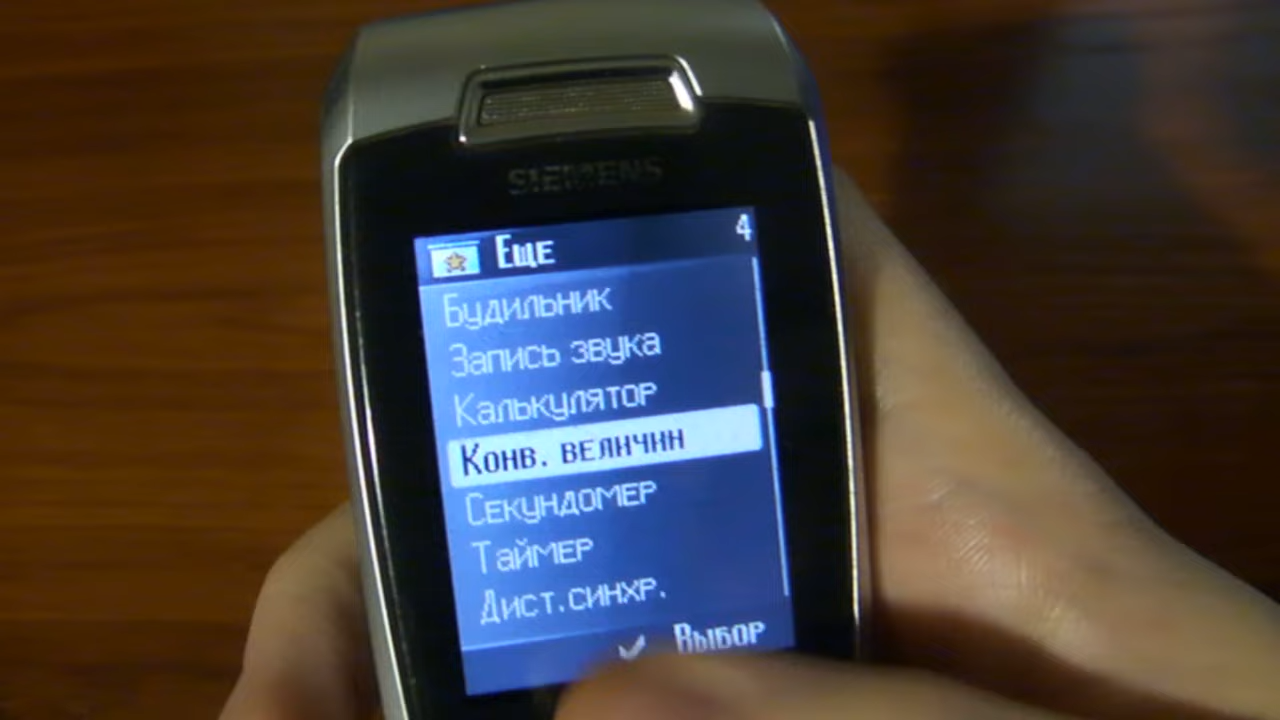 SIEMENS
Еще 4
Будильник
Запись звука
Калькулятор
Конв. величин
Секундомер
Таймер
Дист.синхр.
Выбор